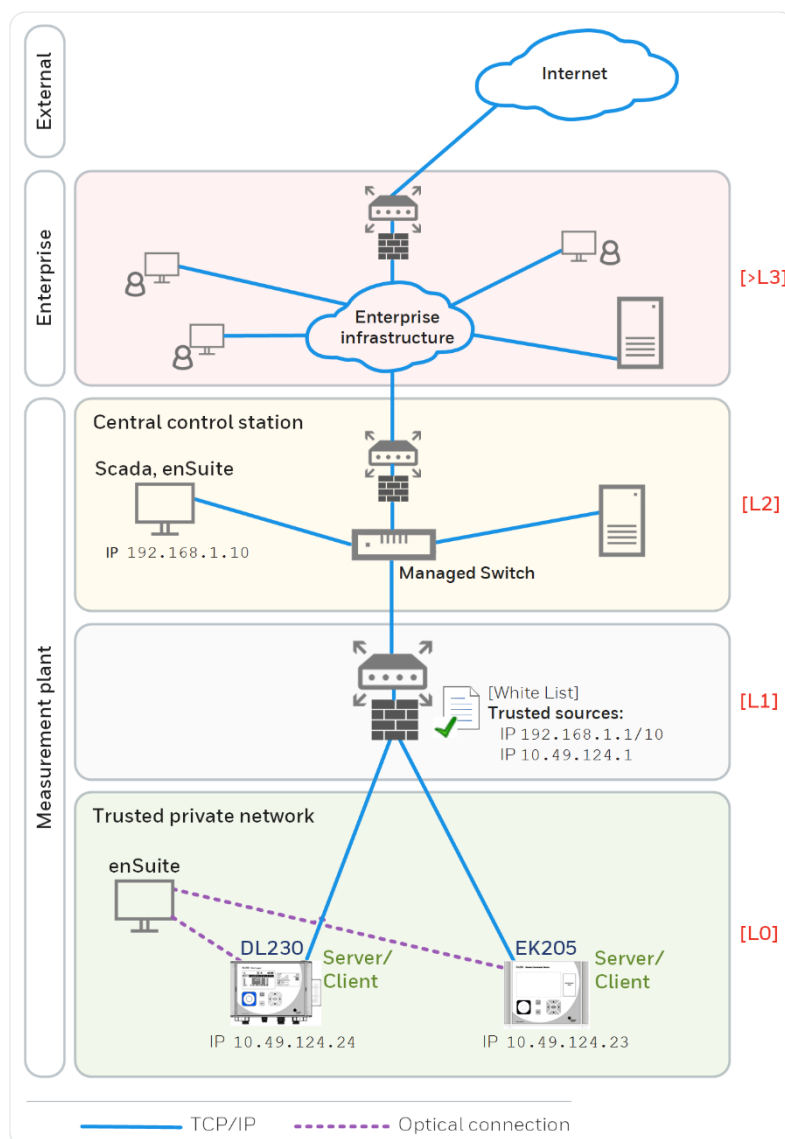 External
Internet
Enterprise
Enterprise
infrastructure
[>L3]
Measurement plant
Central control station
Scada, enSuite
IP 192.168.1.10
Managed Switch
[L2]
[White List]
Trusted sources:
IP 192.168.1.1/10
IP 10.49.124.1
[L1]
Trusted private network
enSuite
DL230
Server/
Client
IP 10.49.124.24
EK205
Server/
Client
IP 10.49.124.23
[L0]
TCP/IP
Optical connection